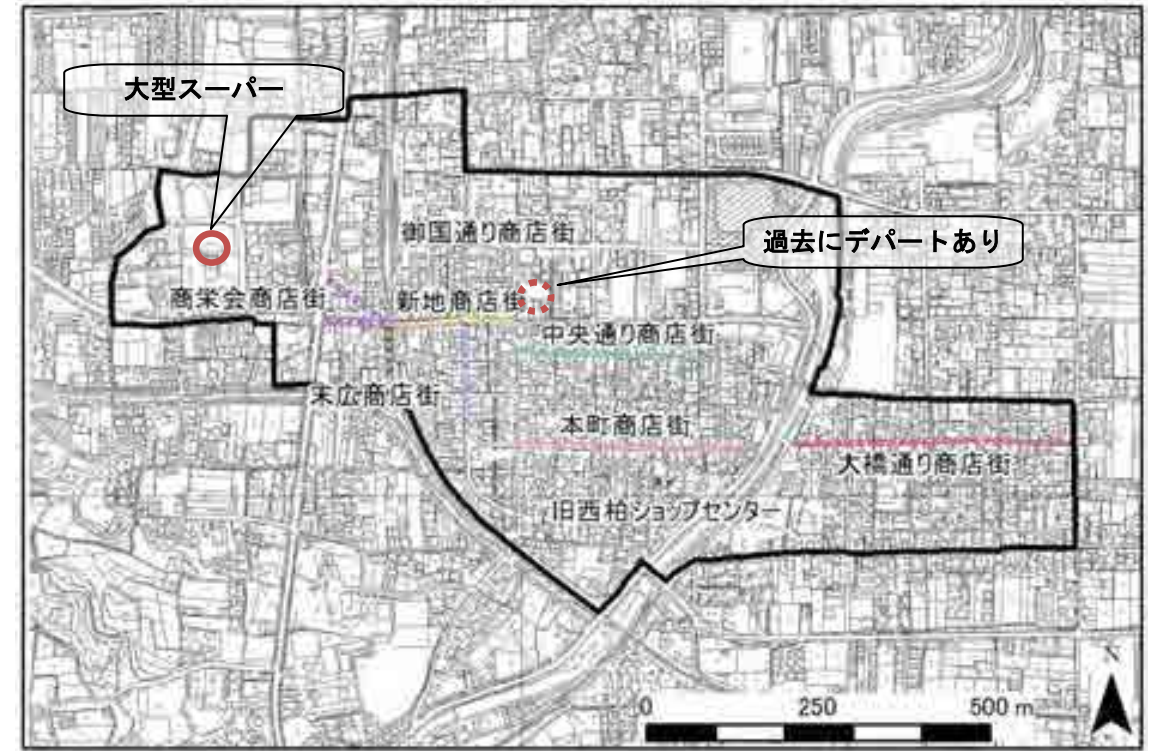 大型スーパー
御国通り商店街
過去にデパートあり
商栄会商店街
新地商店街
中央通り商店街
末広商店街
本町商店街
大橋通り商店街
旧西柏ショップセンター
N
0 250 500 m